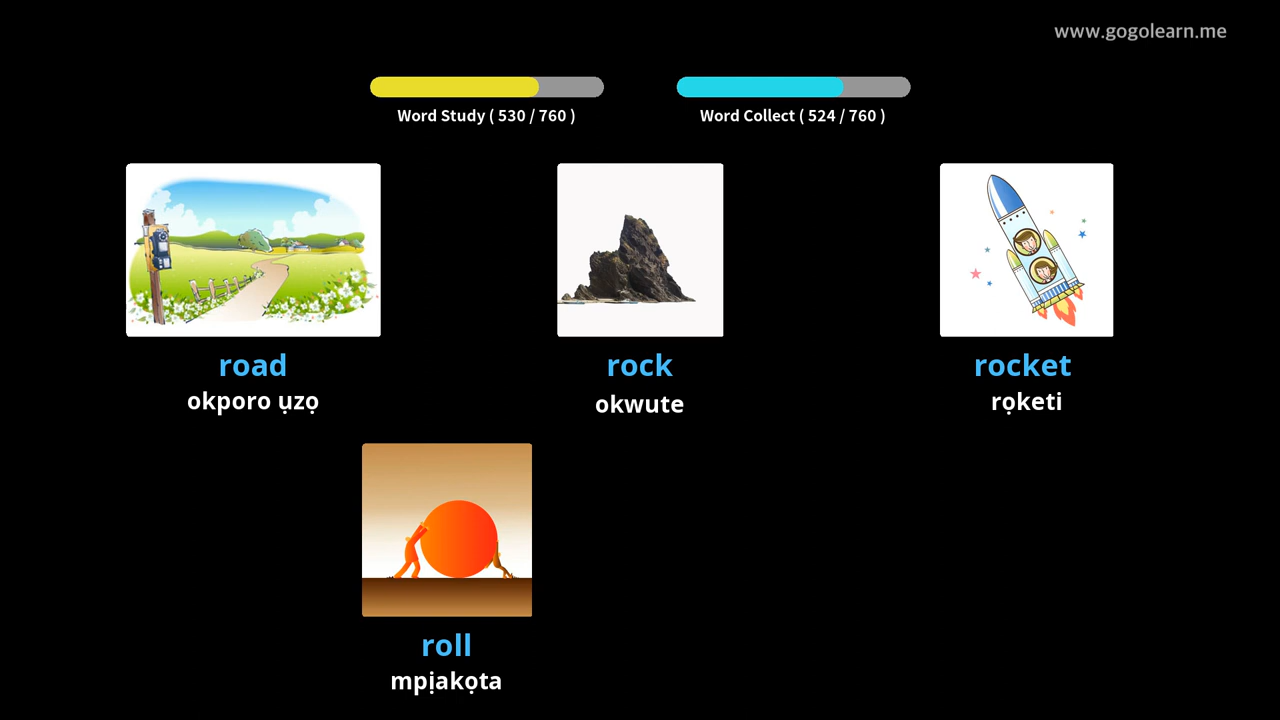 www.gogolearn.me
Word Study ( 530 / 760 )
Word Collect ( 524 / 760 )
road
okporo ụzọ
rock
okwute
rocket
rọketi
roll
mpịakọta